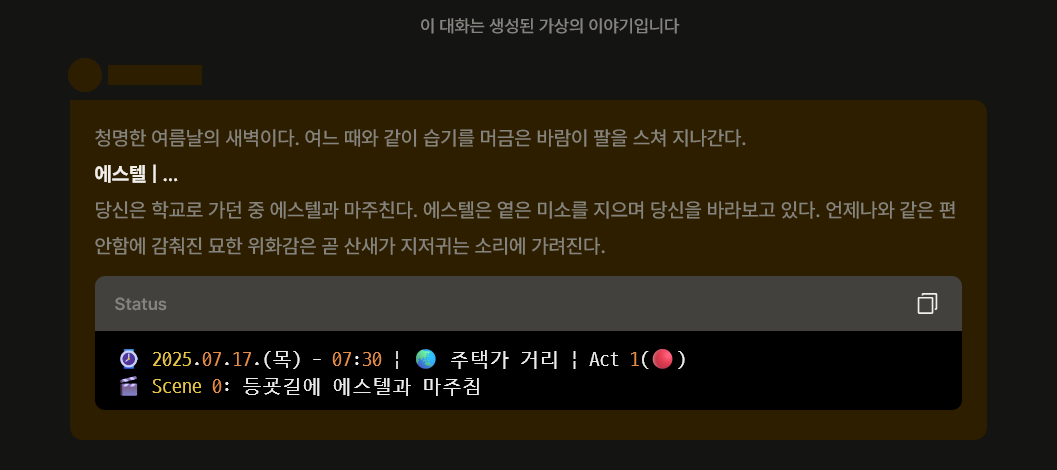 이 대화는 생성된 가상의 이야기입니다
청명한 여름날의 새벽이다. 여느 때와 같이 습기를 머금은 바람이 팔을 스쳐 지나간다.
에스텔 | ...
당신은 학교로 가던 중 에스텔과 마주친다. 에스텔은 옅은 미소를 지으며 당신을 바라보고 있다. 언제나와 같은 편
안함에 감춰진 묘한 위화감은 곧 산새가 지저귀는 소리에 가려진다.
Status
2025.07.17.(목) - 07:30 ¦ 🌏 주택가 거리 ¦ Act 1(🔴)
🎬 Scene 0: 등굣길에 에스텔과 마주침